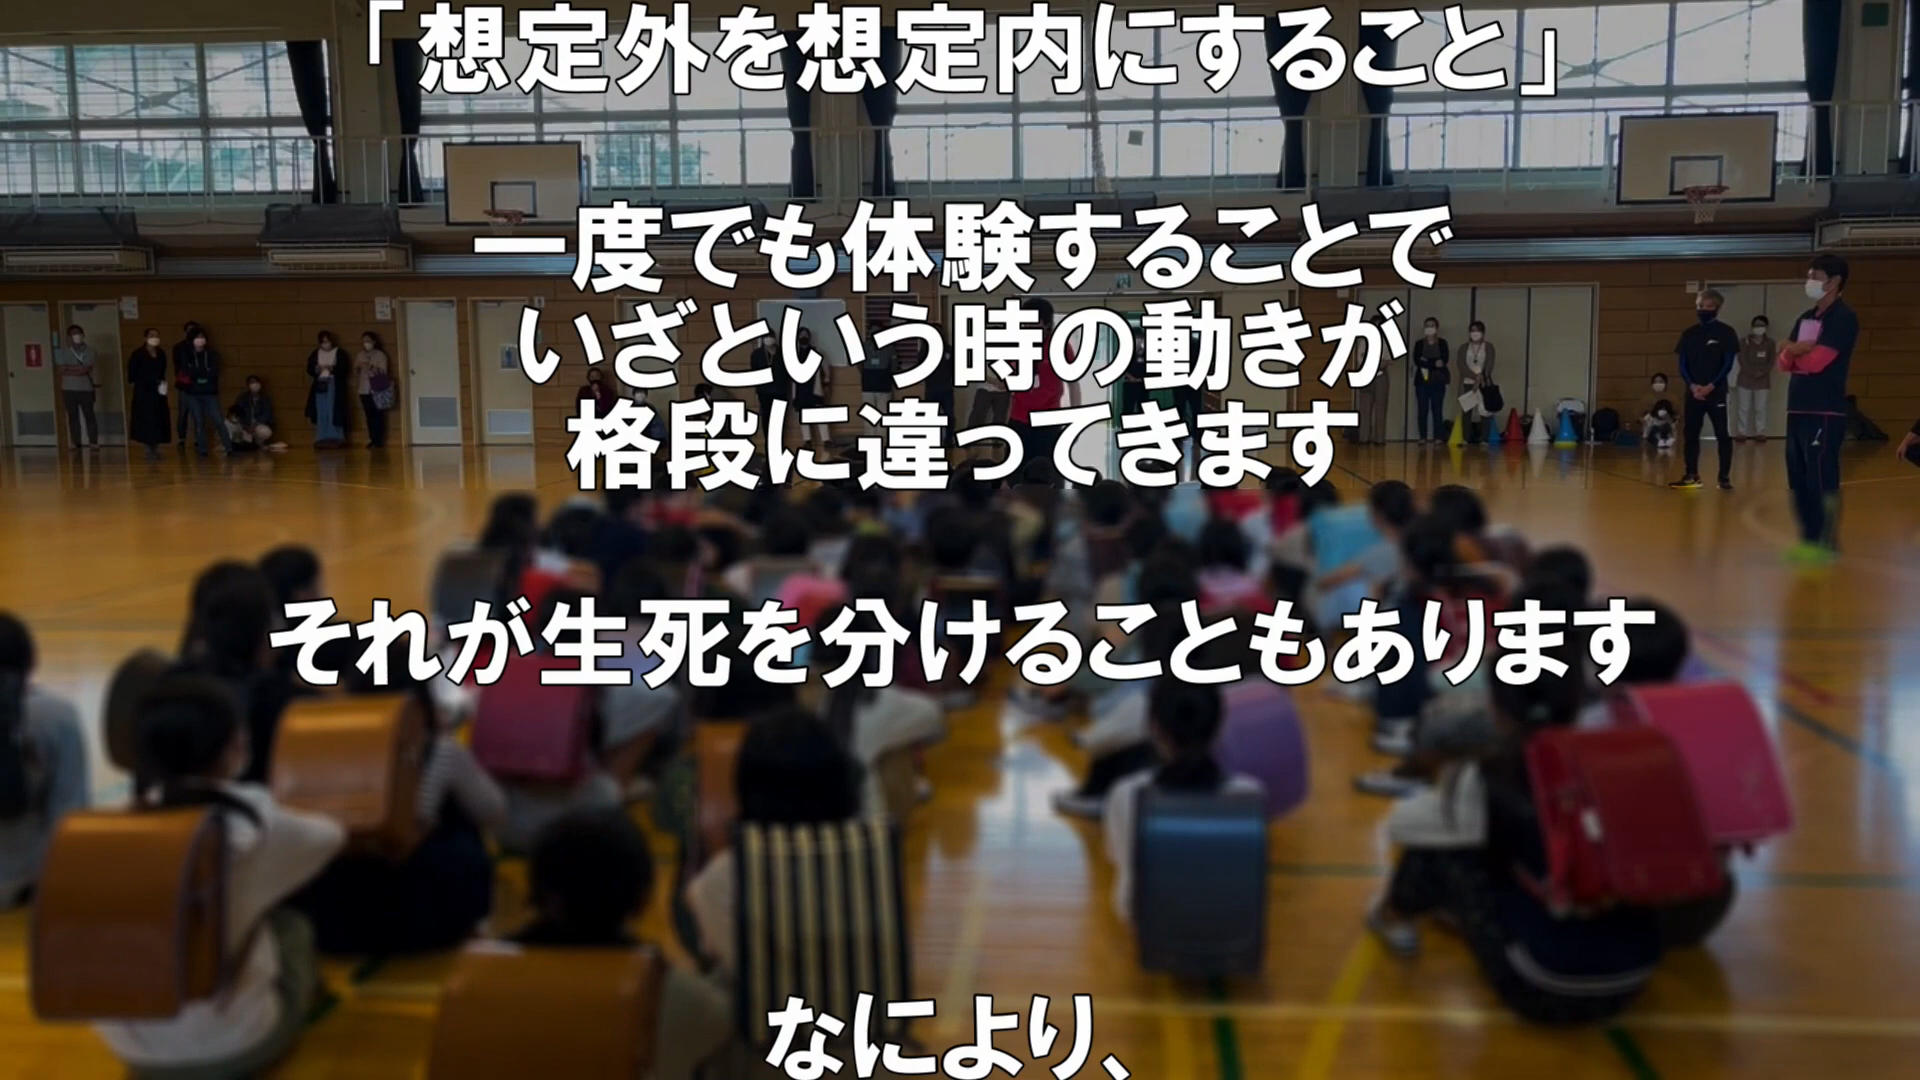 「想定外を想定内にすること」
一度でも体験することで
いざという時の動きが
格段に違ってきます
それが生死を分けることもあります
なにより、